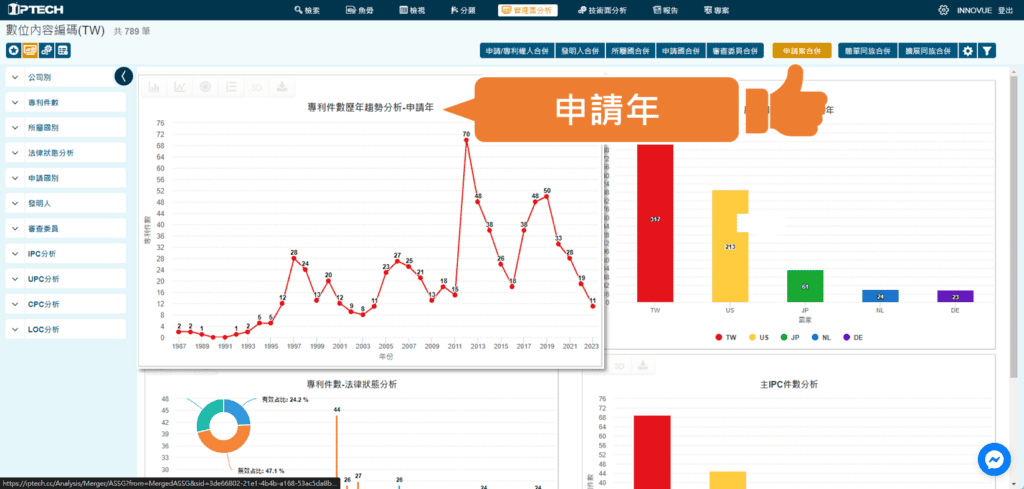 IPTECH
檢索
魚骨
檢視
分類
管理面分析
技術面分析
報告
專案
INNOVUE 登出
數位內容編碼(TW) 共 789 筆
申請/專利權人合併
發明人合併
所屬國合併
申請國合併
審查委員合併
申請案合併
簡單同族合併
擴展同族合併
公司別
專利件數
所屬國別
法律狀態分析
申請國別
發明人
審查委員
IPC分析
UPC分析
CPC分析
LOC分析
3D
專利件數歷年趨勢分析-申請年
申請年
年
專利件數
76
72
68
64
60
56
52
48
44
40
36
32
28
24
20
16
12
8
4
0
2 2 1 1 2 5 5 12 28 24 13 20 12 9 8 11 23 27 25 21 13 18 15 70 48 38 26 18 38 48 50 33 28 19 11
1987 1989 1991 1993 1995 1997 1999 2001 2003 2005 2007 2009 2011 2013 2015 2017 2019 2021 2023
年份
317
213
61
24
23
TW US JP NL DE
國家
TW US JP NL DE
專利件數-法律狀態分析
48
45
42
39
36
33
30
有效占比: 24.2 %
無效占比: 47.1 %
44
26 27 26 24 24
3D
主IPC件數分析
76
72
68
64
60
56
52
48
44
40
件數
https://iptech.cc/Analysis/Merger/ASSG?from=MergedASSG&sid=3de66802-21e1-4b4b-a168-53ac5da8b...